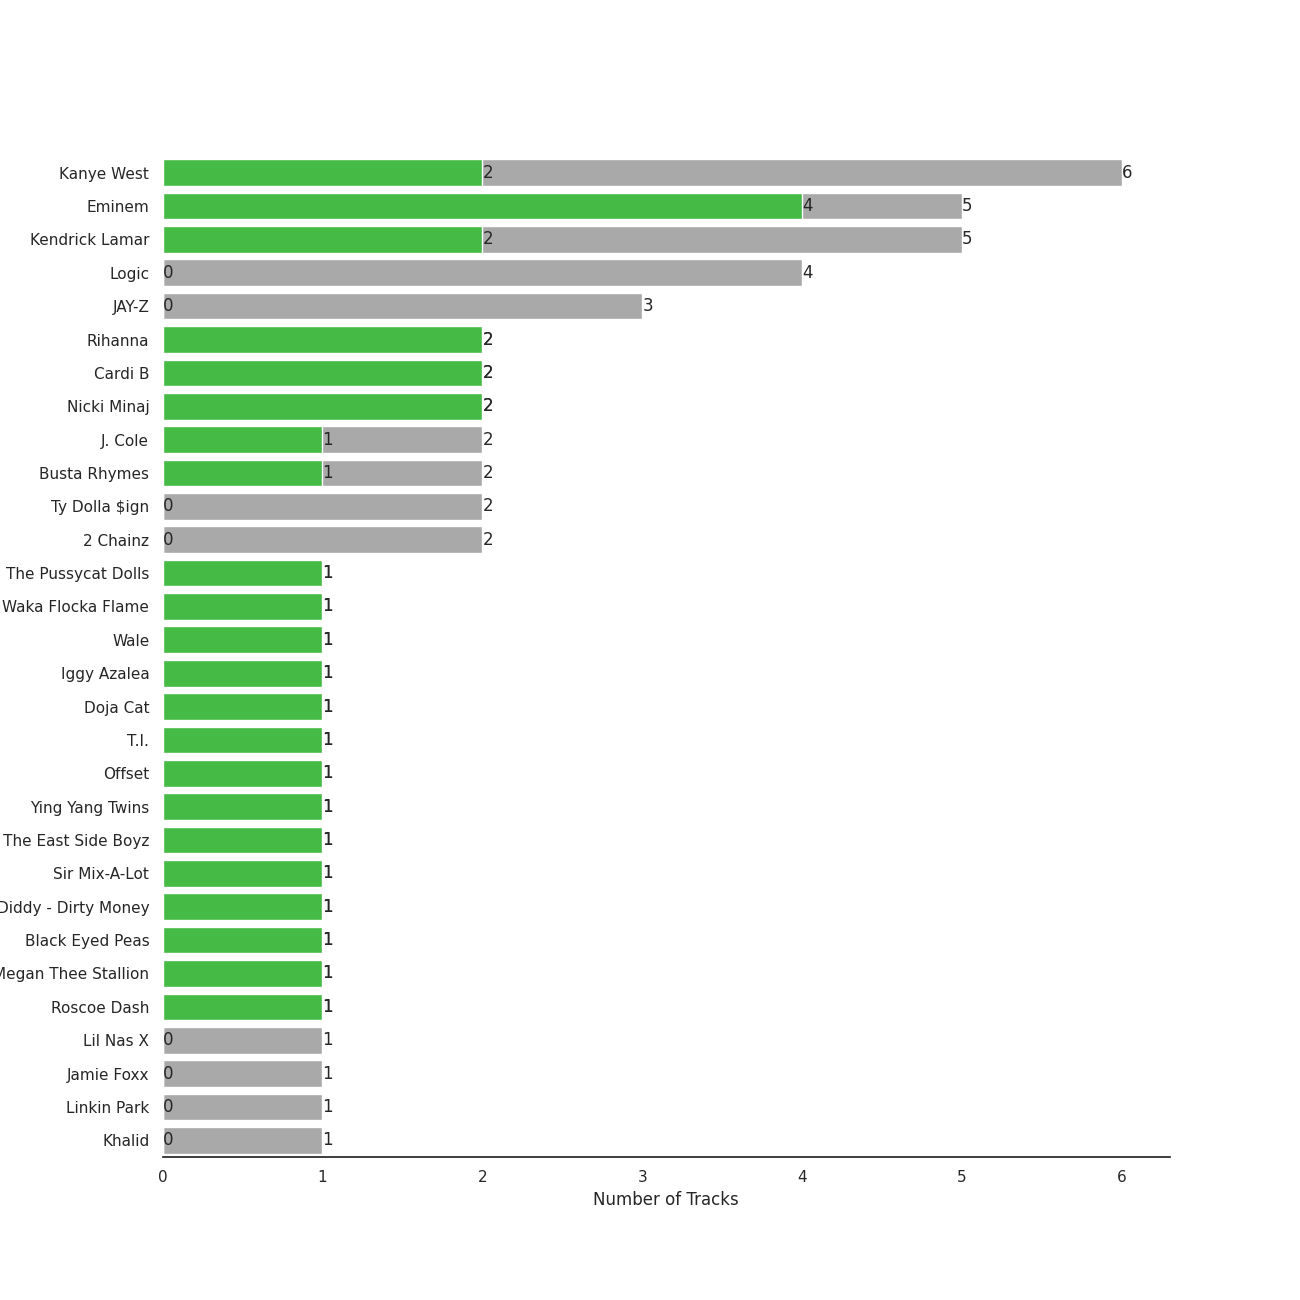 Kanye West 2 6
Eminem 4 5
Kendrick Lamar 2 5
Logic 0 4
JAY-Z 0 3
Rihanna 2
Cardi B 2
Nicki Minaj 2
J. Cole 1 2
Busta Rhymes 1 2
Ty Dolla $ign 0 2
2 Chainz 0 2
The Pussycat Dolls 1
Waka Flocka Flame 1
Wale 1
Iggy Azalea 1
Doja Cat 1
T.I. 1
Offset 1
Ying Yang Twins 1
The East Side Boyz 1
Sir Mix-A-Lot 1
Diddy - Dirty Money 1
Black Eyed Peas 1
Megan Thee Stallion 1
Roscoe Dash 1
Lil Nas X 0 1
Jamie Foxx 0 1
Linkin Park 0 1
Khalid 0 1
0 1 2 3 4 5 6
Number of Tracks